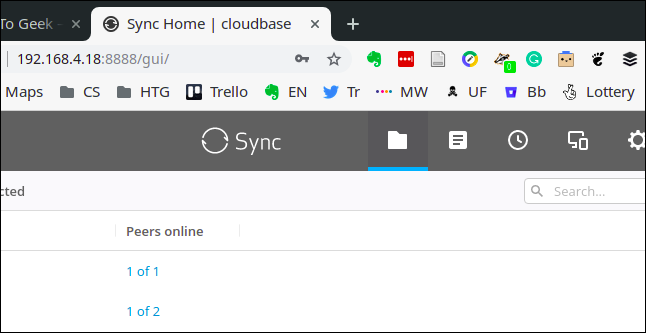 To Geek -
Sync Home | cloudbase
192.168.4.18:8888/gui/
0
Maps CS HTG Trello EN Tr MW UF Bb Lottery
Sync
cted
Search...
Peers online
1 of 1
1 of 2